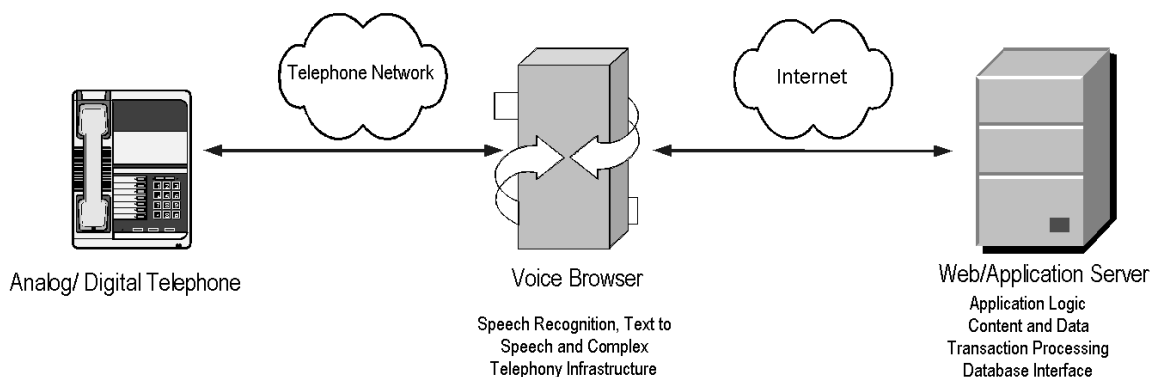 Telephone Network
Internet
Analog/ Digital Telephone
Voice Browser
Speech Recognition, Text to
Speech and Complex
Telephony Infrastructure
Web/Application Server
Application Logic
Content and Data
Transaction Processing
Database Interface